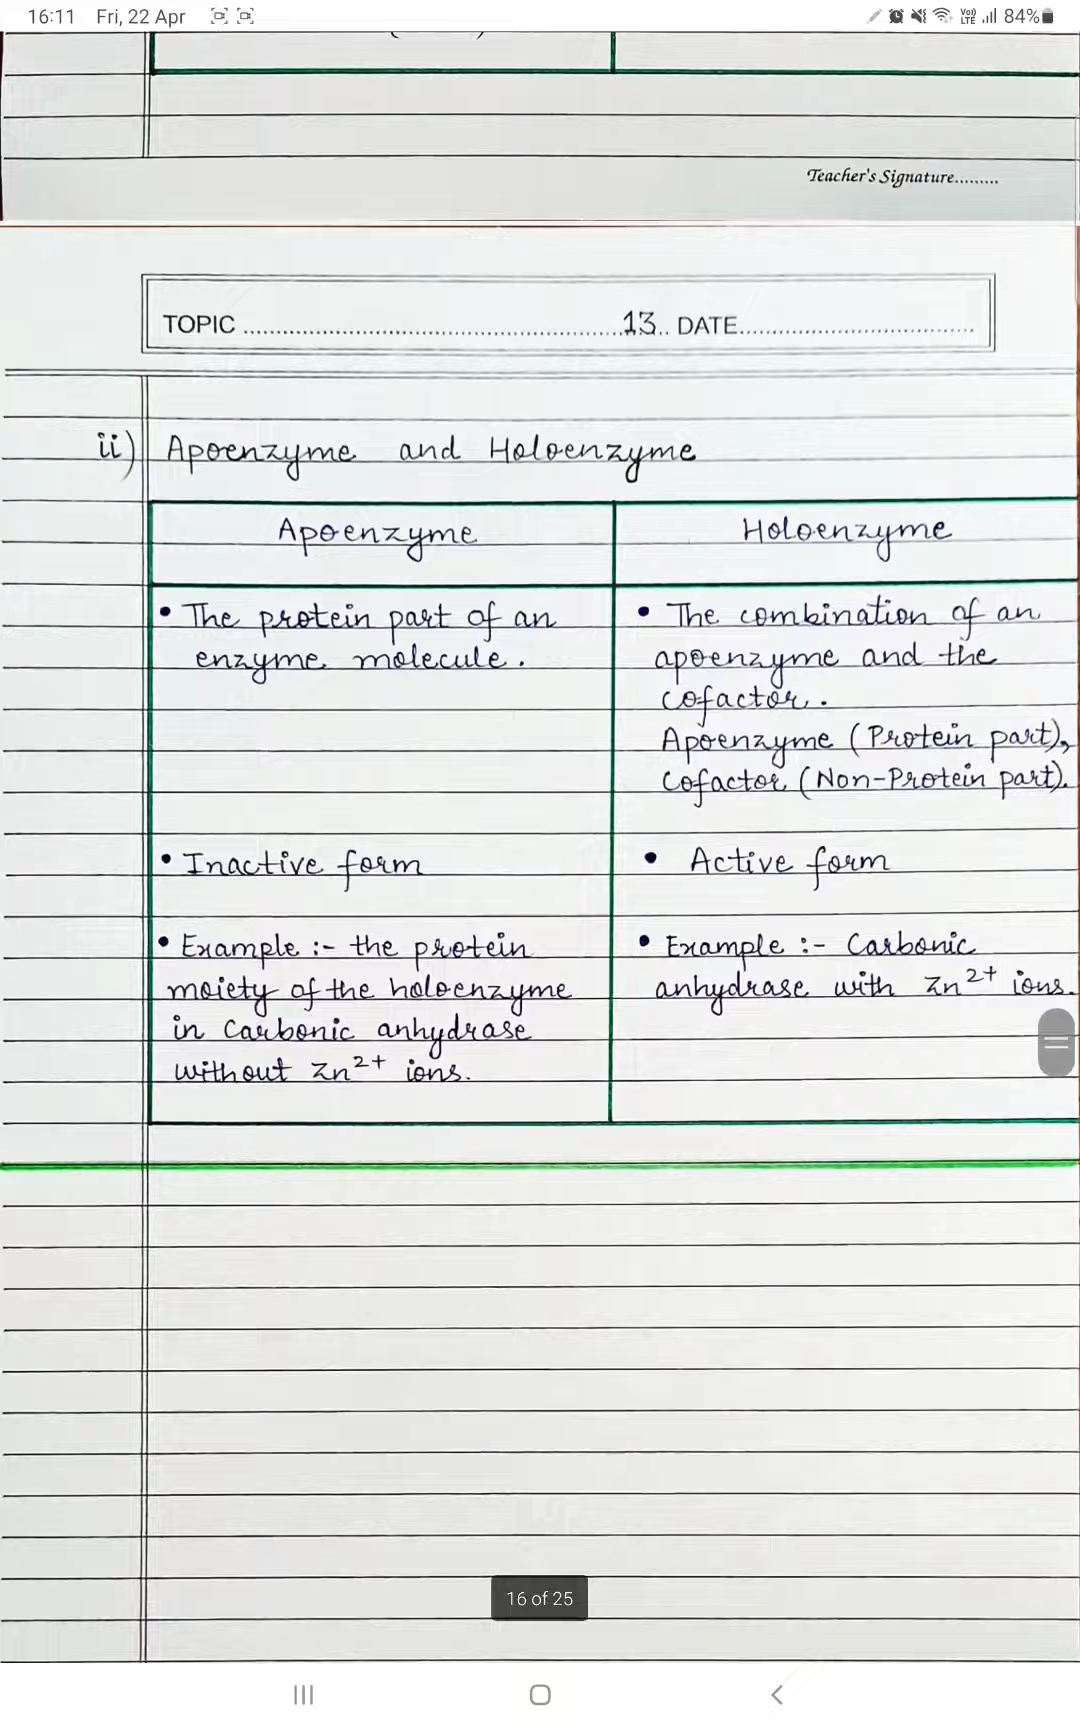 16:11 Fri, 22 Apr
84%
Teacher's Signature.........
TOPIC ............ 13.. DATE............
ii) Apoenzyme and Holoenzyme
Apoenzyme
Holoenzyme
• The protein part of an
enzyme molecule.
• The combination of an
apoenzyme and the
cofactor.
Apoenzyme (Protein part),
Cofactor (Non-Protein part).
• Inactive form
• Active form
• Example :- the protein
moiety of the holoenzyme
in carbonic anhydrase
without Zn²⁺ ions.
• Example :- Carbonic
anhydrase with Zn²⁺ ions.
16 of 25